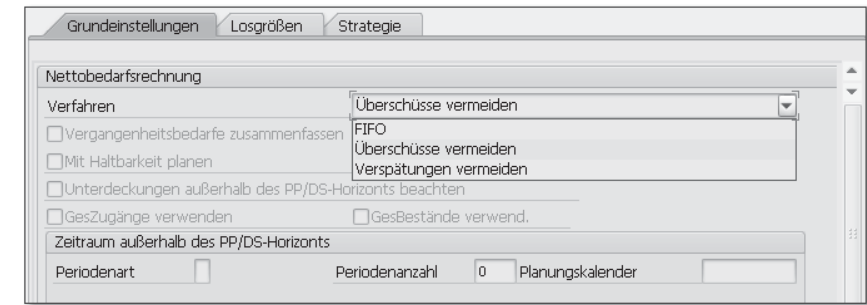 Grundeinstellungen Losgrößen Strategie
Nettobedarfsrechnung
Verfahren Überschüsse vermeiden
FIFO
Vergangenheitsbedarfe zusammenfassen
Überschüsse vermeiden
Mit Haltbarkeit planen
Verspätungen vermeiden
Unterdeckungen außerhalb des PP/DS-Horizonts beachten
GesZugänge verwenden GesBestände verwend.
Zeitraum außerhalb des PP/DS-Horizonts
Periodenart Periodenanzahl 0 Planungskalender